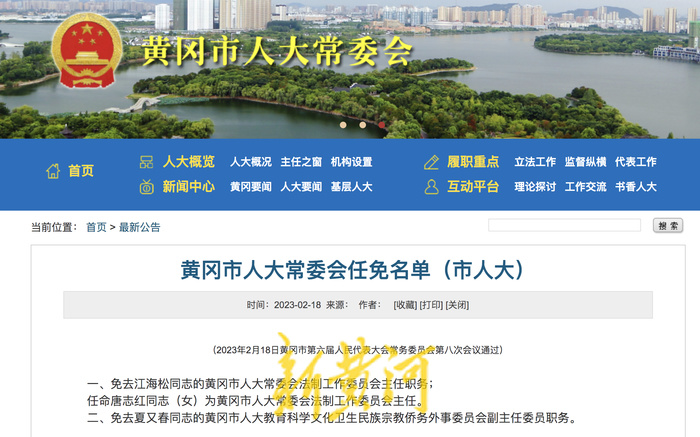 黄冈市人大常委会
首页
人大概览 人大概况 主任之窗 机构设置
履职重点 立法工作 监督纵横 代表工作
新闻中心 黄冈要闻 人大要闻 基层人大
互动平台 理论探讨 工作交流 书香人大
当前位置： 首页 > 最新公告
搜 索
黄冈市人大常委会任免名单（市人大）
时间：2023-02-18 来源： 作者： [收藏] [打印] [关闭]
（2023年2月18日黄冈市第六届人民代表大会常务委员会第八次会议通过）
新黄河
一、免去江海松同志的黄冈市人大常委会法制工作委员会主任职务；
任命唐志红同志（女）为黄冈市人大常委会法制工作委员会主任。
二、免去夏又春同志的黄冈市人大教育科学文化卫生民族宗教侨务外事委员会副主任委员职务。